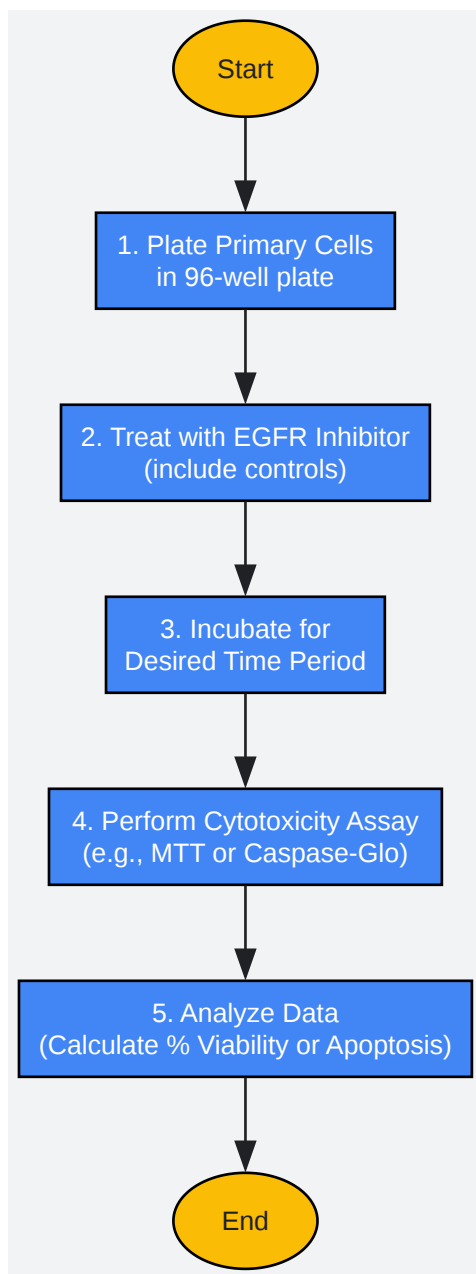 Start
1. Plate Primary Cells
in 96-well plate
2. Treat with EGFR Inhibitor
(include controls)
3. Incubate for
Desired Time Period
4. Perform Cytotoxicity Assay
(e.g., MTT or Caspase-Glo)
5. Analyze Data
(Calculate % Viability or Apoptosis)
End